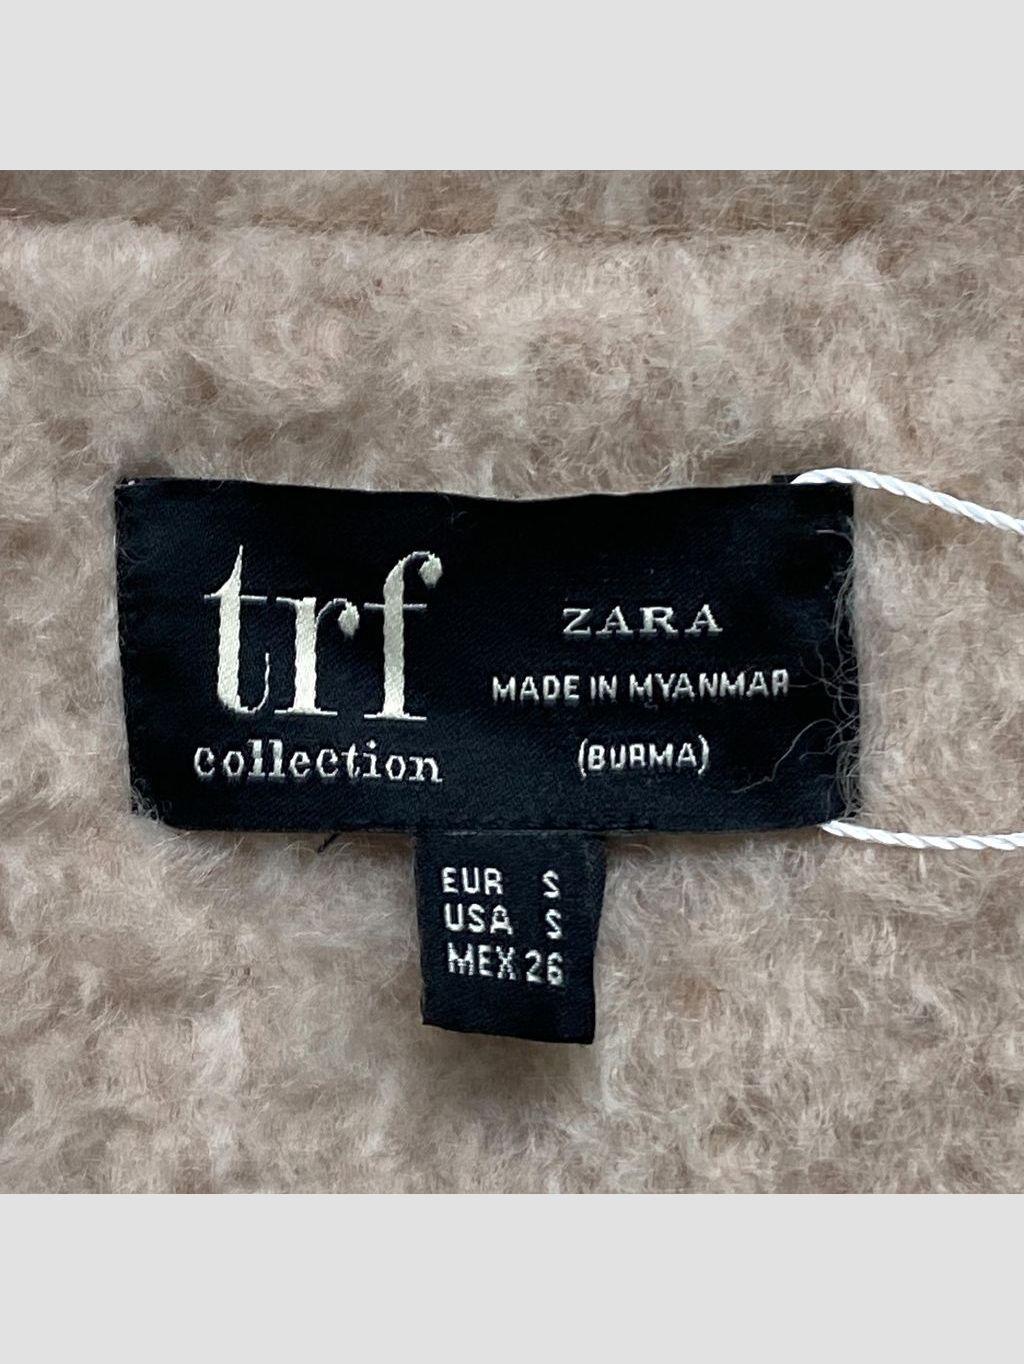 trf
collection
ZARA
MADE IN MYANMAR
(BURMA)
EUR S
USA S
MEX 26